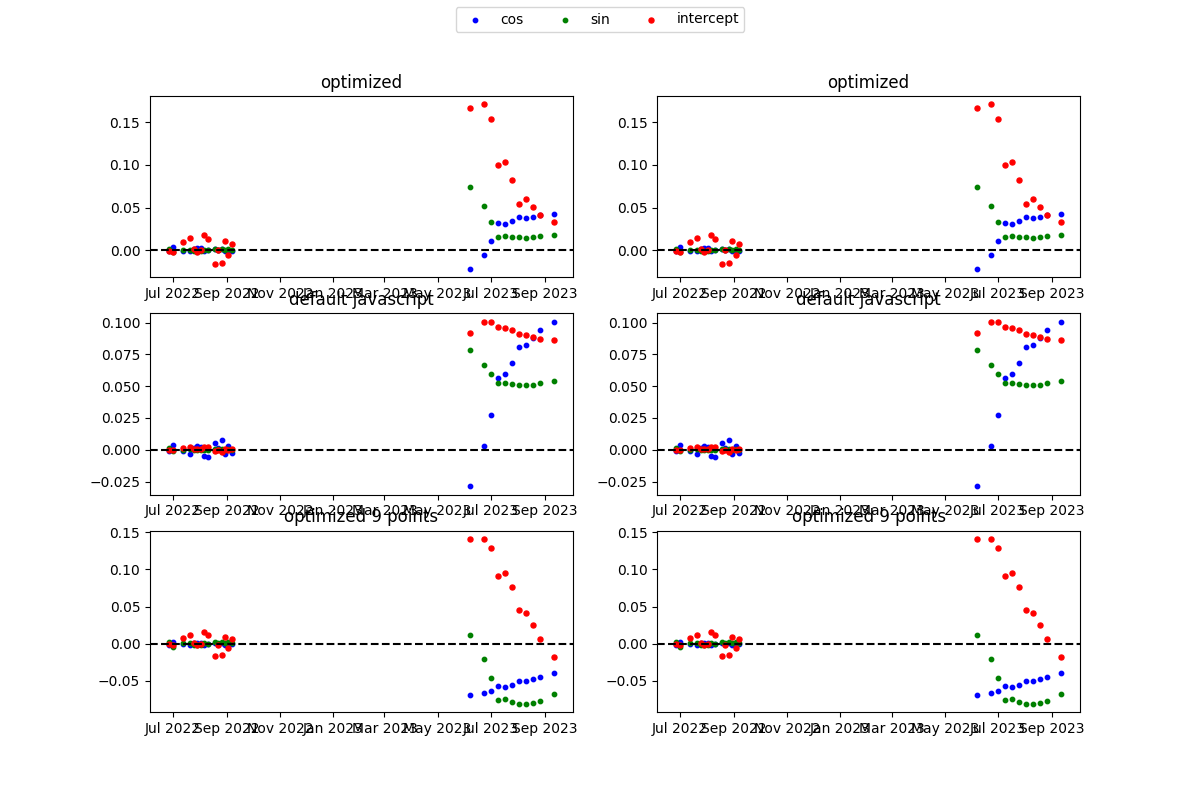 cos sin intercept
optimized optimized
0.15 0.15
0.10 0.10
0.05 0.05
0.00 0.00
Jul 2022 Sep 2022 Nov 2022 Jan 2023 Mar 2023 May 2023 Jul 2023 Sep 2023 Jul 2022 Sep 2022 Nov 2022 Jan 2023 Mar 2023 May 2023 Jul 2023 Sep 2023
default javascript default javascript
0.100 0.100
0.075 0.075
0.050 0.050
0.025 0.025
0.000 0.000
−0.025 −0.025
Jul 2022 Sep 2022 Nov 2022 Jan 2023 Mar 2023 May 2023 Jul 2023 Sep 2023 Jul 2022 Sep 2022 Nov 2022 Jan 2023 Mar 2023 May 2023 Jul 2023 Sep 2023
optimized 9 points optimized 9 points
0.15 0.15
0.10 0.10
0.05 0.05
0.00 0.00
−0.05 −0.05
Jul 2022 Sep 2022 Nov 2022 Jan 2023 Mar 2023 May 2023 Jul 2023 Sep 2023 Jul 2022 Sep 2022 Nov 2022 Jan 2023 Mar 2023 May 2023 Jul 2023 Sep 2023